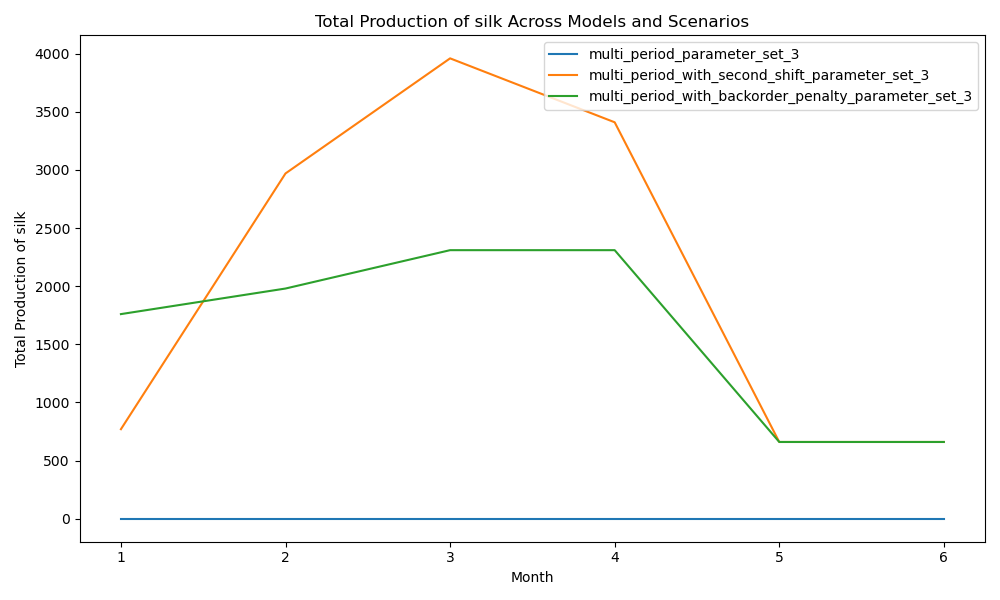 Total Production of silk Across Models and Scenarios
multi_period_parameter_set_3
multi_period_with_second_shift_parameter_set_3
multi_period_with_backorder_penalty_parameter_set_3
Total Production of silk
4000
3500
3000
2500
2000
1500
1000
500
0
1 2 3 4 5 6
Month